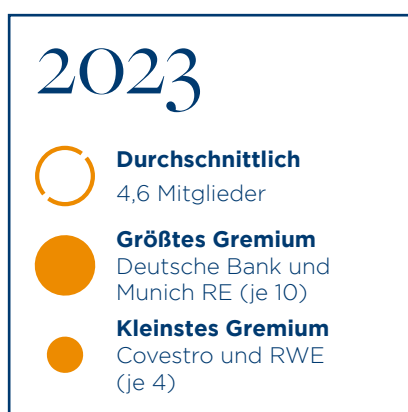 2023
Durchschnittlich
4,6 Mitglieder
Größtes Gremium
Deutsche Bank und
Munich RE (je 10)
Kleinstes Gremium
Covestro und RWE
(je 4)